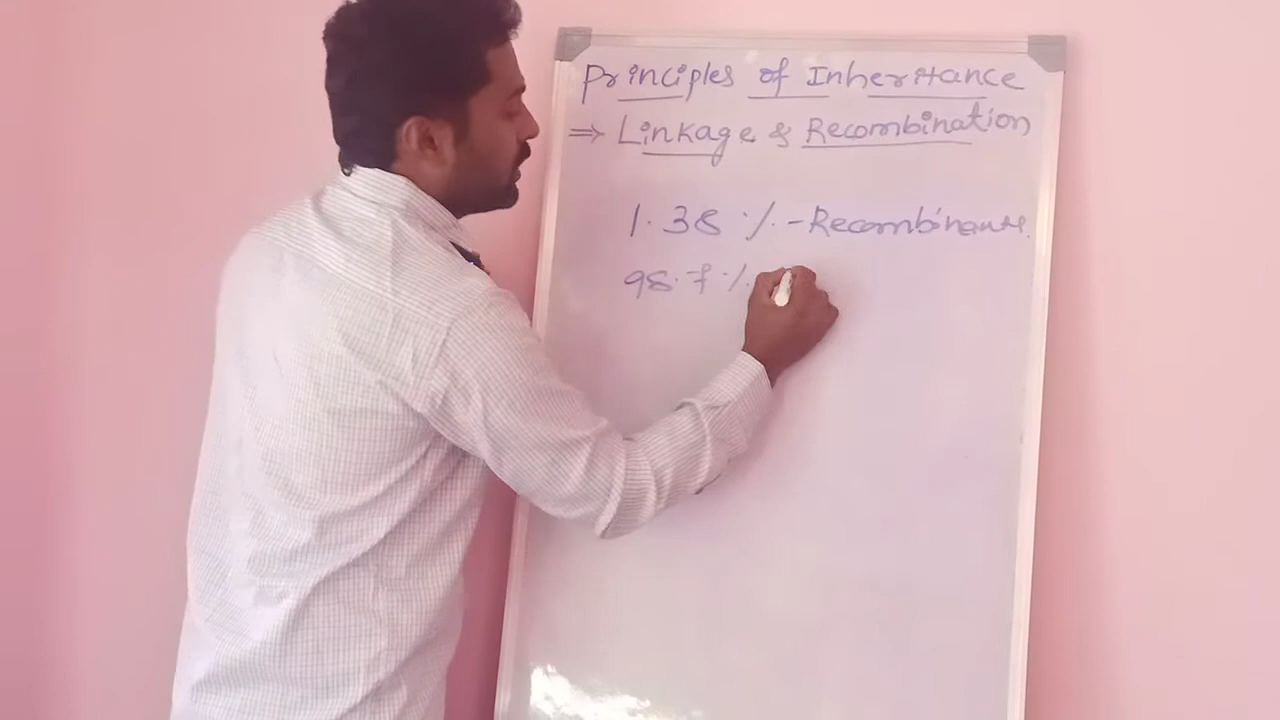 Principles of Inheritance
⇒ Linkage & Recombination
1.38 % - Recombinants.
98.7 %